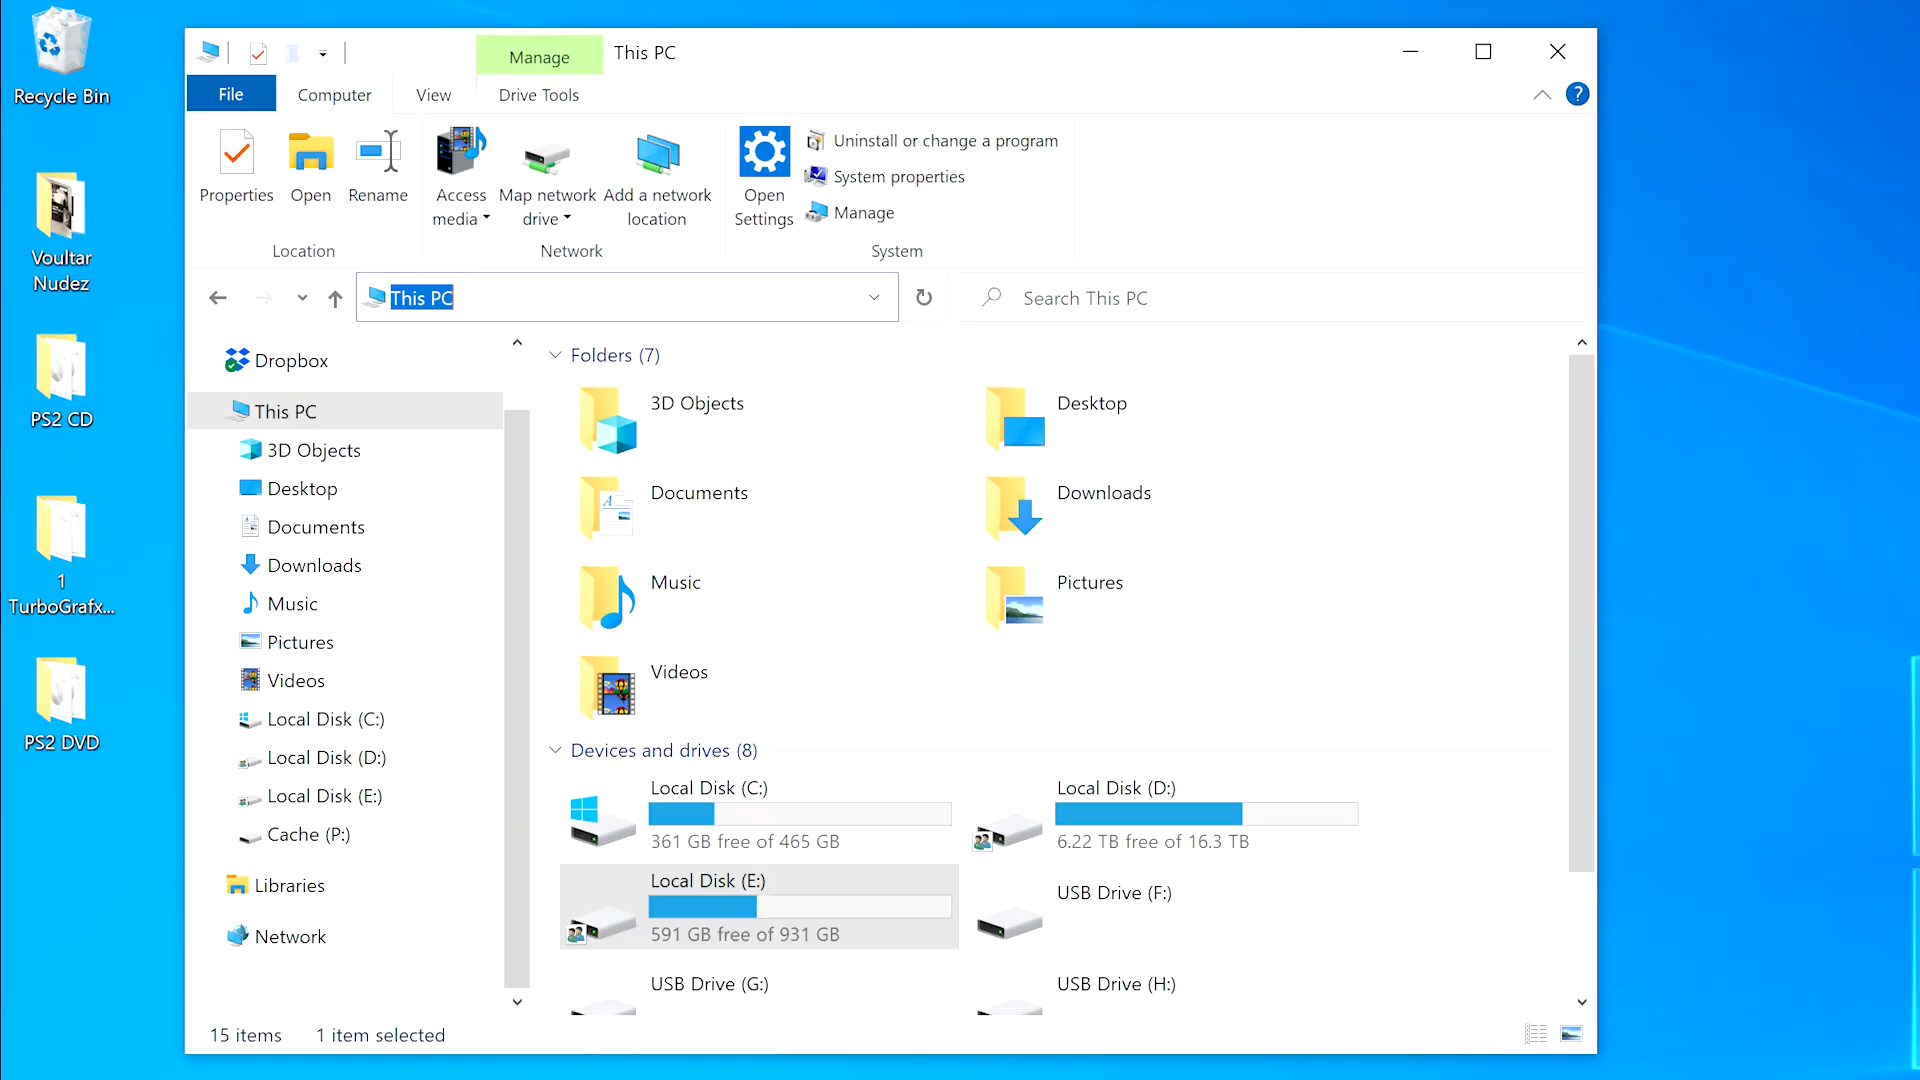 Recycle Bin
Voultar
Nudez
PS2 CD
1
TurboGrafx...
PS2 DVD
Manage
This PC
File
Computer
View
Drive Tools
?
Properties
Open
Rename
Access
media
Map network
drive
Add a network
location
Open
Settings
Uninstall or change a program
System properties
Manage
Location
Network
System
This PC
Search This PC
Dropbox
This PC
3D Objects
Desktop
Documents
Downloads
Music
Pictures
Videos
Local Disk (C:)
Local Disk (D:)
Local Disk (E:)
Cache (P:)
Libraries
Network
Folders (7)
3D Objects
Desktop
Documents
Downloads
Music
Pictures
Videos
Devices and drives (8)
Local Disk (C:)
361 GB free of 465 GB
Local Disk (D:)
6.22 TB free of 16.3 TB
Local Disk (E:)
591 GB free of 931 GB
USB Drive (F:)
USB Drive (G:)
USB Drive (H:)
15 items
1 item selected